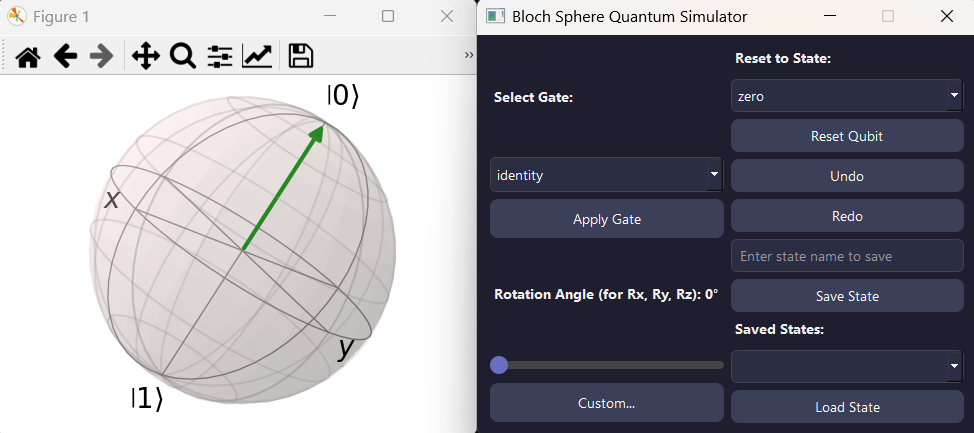 Figure 1
|0⟩
x
y
|1⟩
Bloch Sphere Quantum Simulator
Select Gate:
identity
Apply Gate
Rotation Angle (for Rx, Ry, Rz): 0°
Custom...
Reset to State:
zero
Reset Qubit
Undo
Redo
Enter state name to save
Save State
Saved States:
Load State